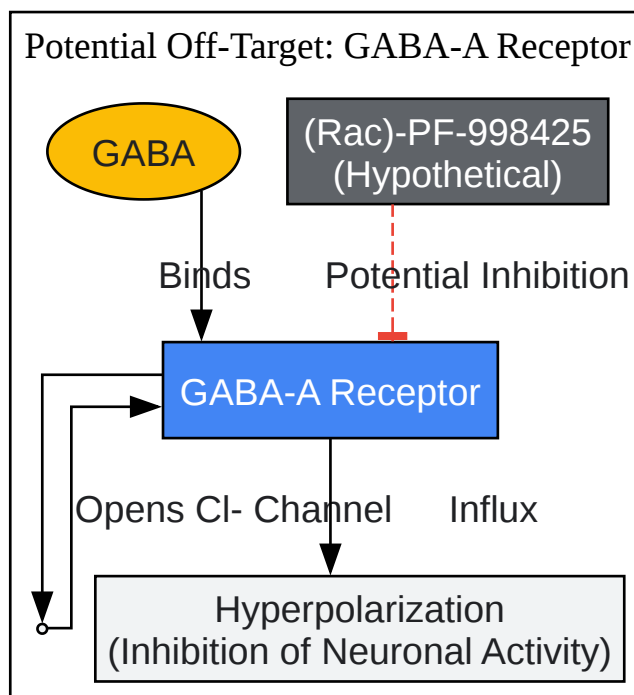 Potential Off-Target: GABA-A Receptor
GABA
(Rac)-PF-998425
(Hypothetical)
Binds
Potential Inhibition
GABA-A Receptor
Opens Cl- Channel
Influx
Hyperpolarization
(Inhibition of Neuronal Activity)